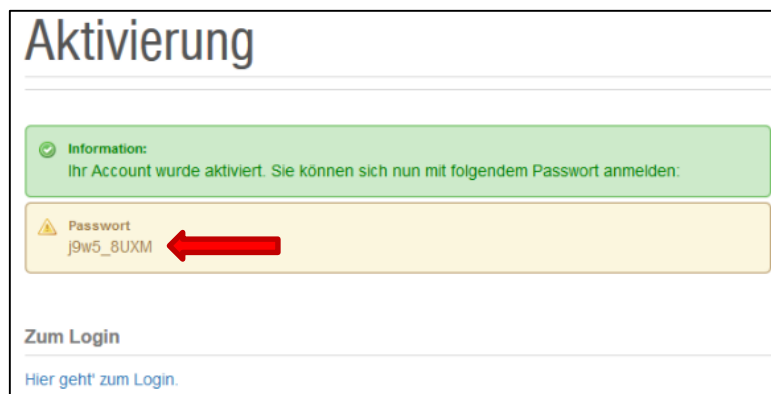 Aktivierung
Information:
Ihr Account wurde aktiviert. Sie können sich nun mit folgendem Passwort anmelden:
Passwort
j9w5_8UXM
Zum Login
Hier geht' zum Login.